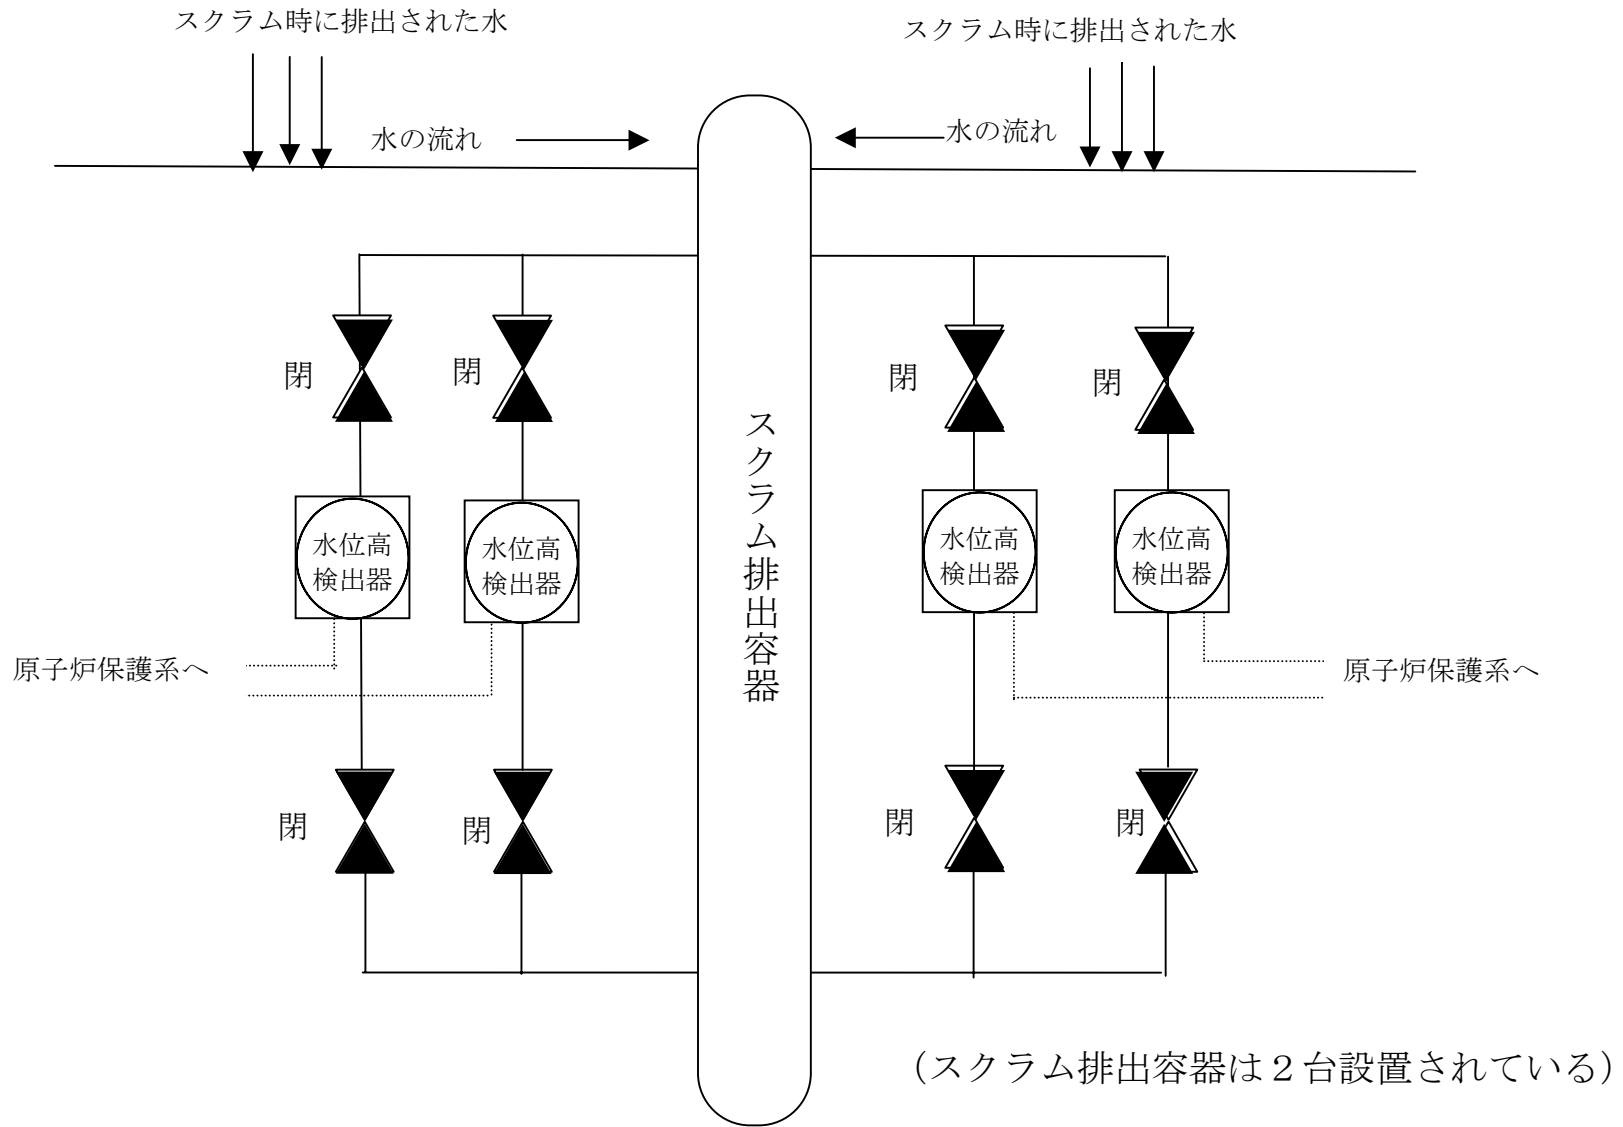 スクラム時に排出された水
スクラム時に排出された水
水の流れ
水の流れ
閉
閉
閉
閉
スクラム排出容器
水位高
検出器
水位高
検出器
水位高
検出器
水位高
検出器
原子炉保護系へ
原子炉保護系へ
閉
閉
閉
閉
（スクラム排出容器は２台設置されている）